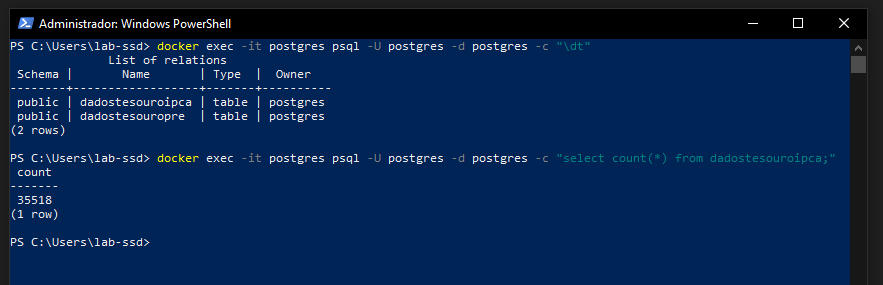 Administrador: Windows PowerShell
PS C:\Users\lab-ssd> docker exec -it postgres psql -U postgres -d postgres -c "\dt"
              List of relations
 Schema |       Name       | Type  |  Owner
--------+------------------+-------+----------
 public | dadostesouroipca | table | postgres
 public | dadostesouropre  | table | postgres
(2 rows)
PS C:\Users\lab-ssd> docker exec -it postgres psql -U postgres -d postgres -c "select count(*) from dadostesouroipca;"
 count
-------
 35518
(1 row)
PS C:\Users\lab-ssd>